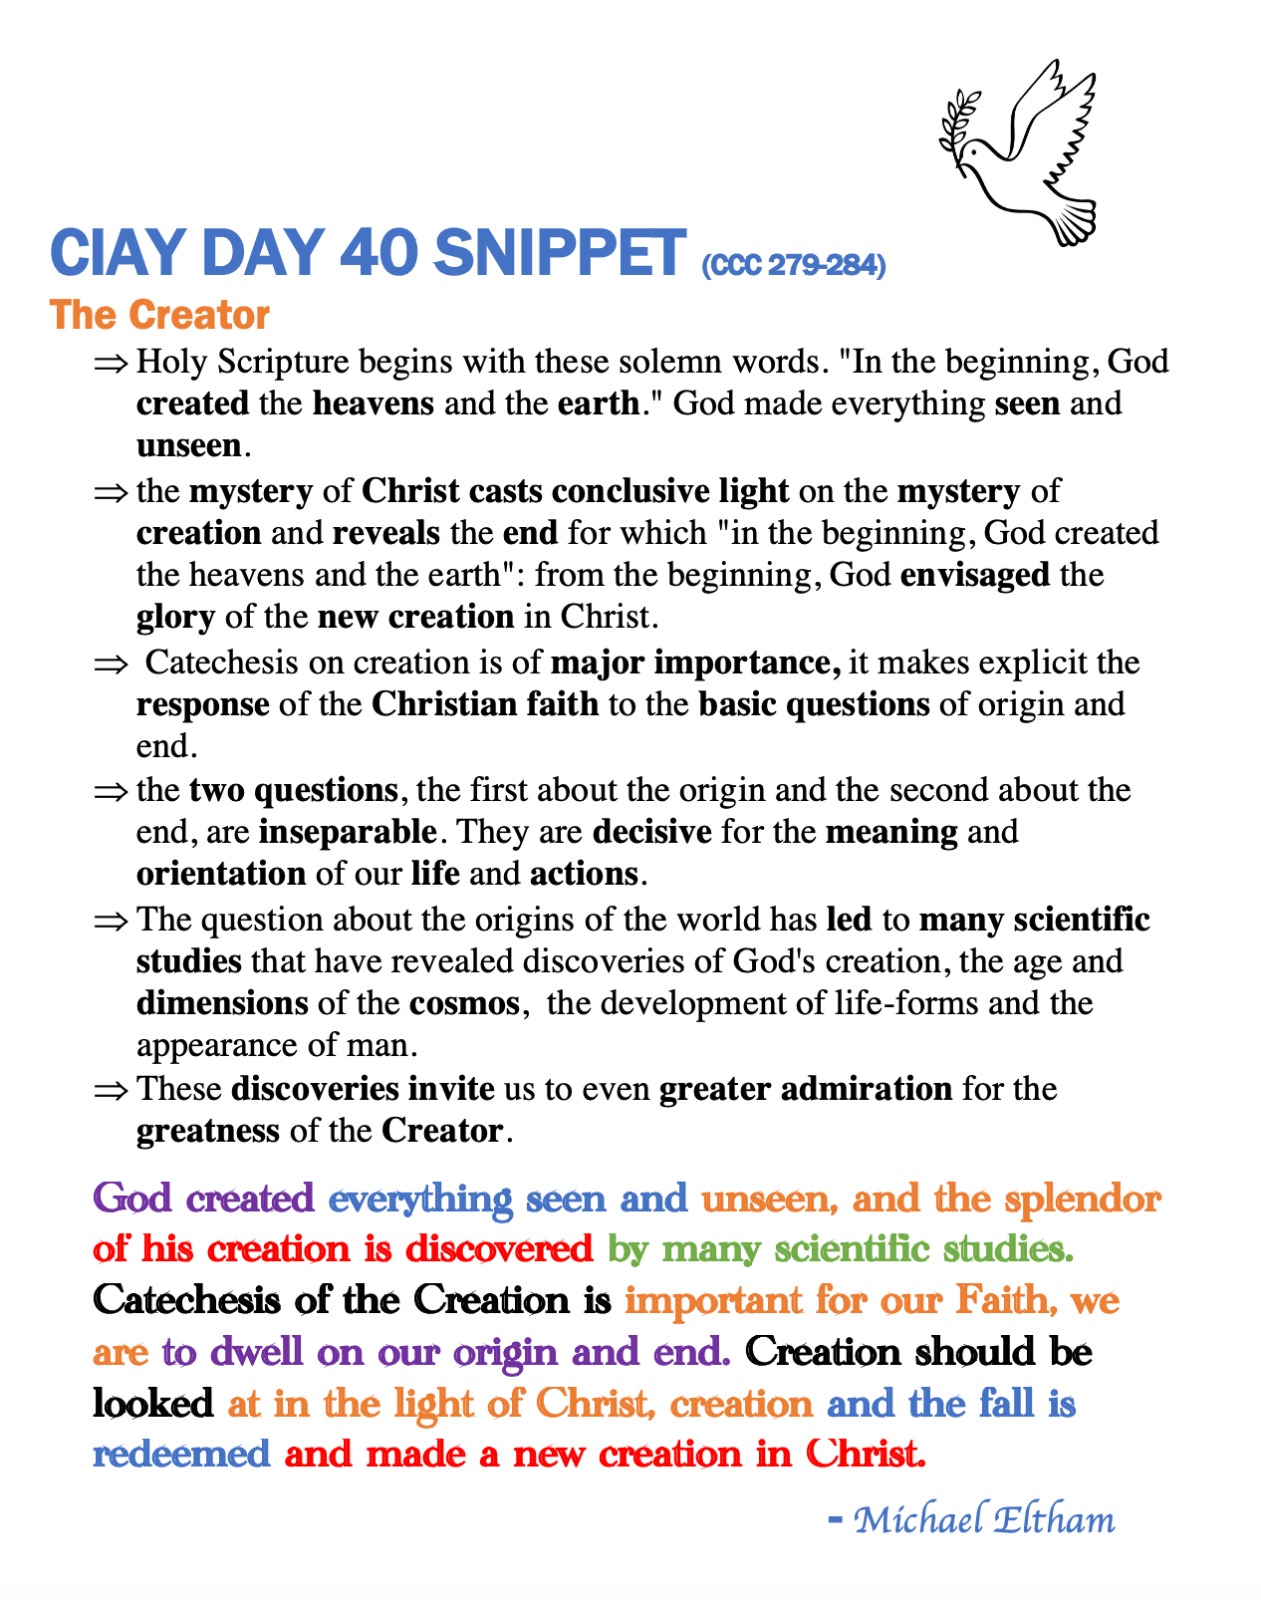 CIAY DAY 40 SNIPPET (CCC 279-284)
The Creator
⇒ Holy Scripture begins with these solemn words. "In the beginning, God
created the heavens and the earth." God made everything seen and
unseen.
⇒ the mystery of Christ casts conclusive light on the mystery of
creation and reveals the end for which "in the beginning, God created
the heavens and the earth": from the beginning, God envisaged the
glory of the new creation in Christ.
⇒ Catechesis on creation is of major importance, it makes explicit the
response of the Christian faith to the basic questions of origin and
end.
⇒ the two questions, the first about the origin and the second about the
end, are inseparable. They are decisive for the meaning and
orientation of our life and actions.
⇒ The question about the origins of the world has led to many scientific
studies that have revealed discoveries of God's creation, the age and
dimensions of the cosmos, the development of life-forms and the
appearance of man.
⇒ These discoveries invite us to even greater admiration for the
greatness of the Creator.
God created everything seen and unseen, and the splendor
of his creation is discovered by many scientific studies.
Catechesis of the Creation is important for our Faith, we
are to dwell on our origin and end. Creation should be
looked at in the light of Christ, creation and the fall is
redeemed and made a new creation in Christ.
- Michael Eltham